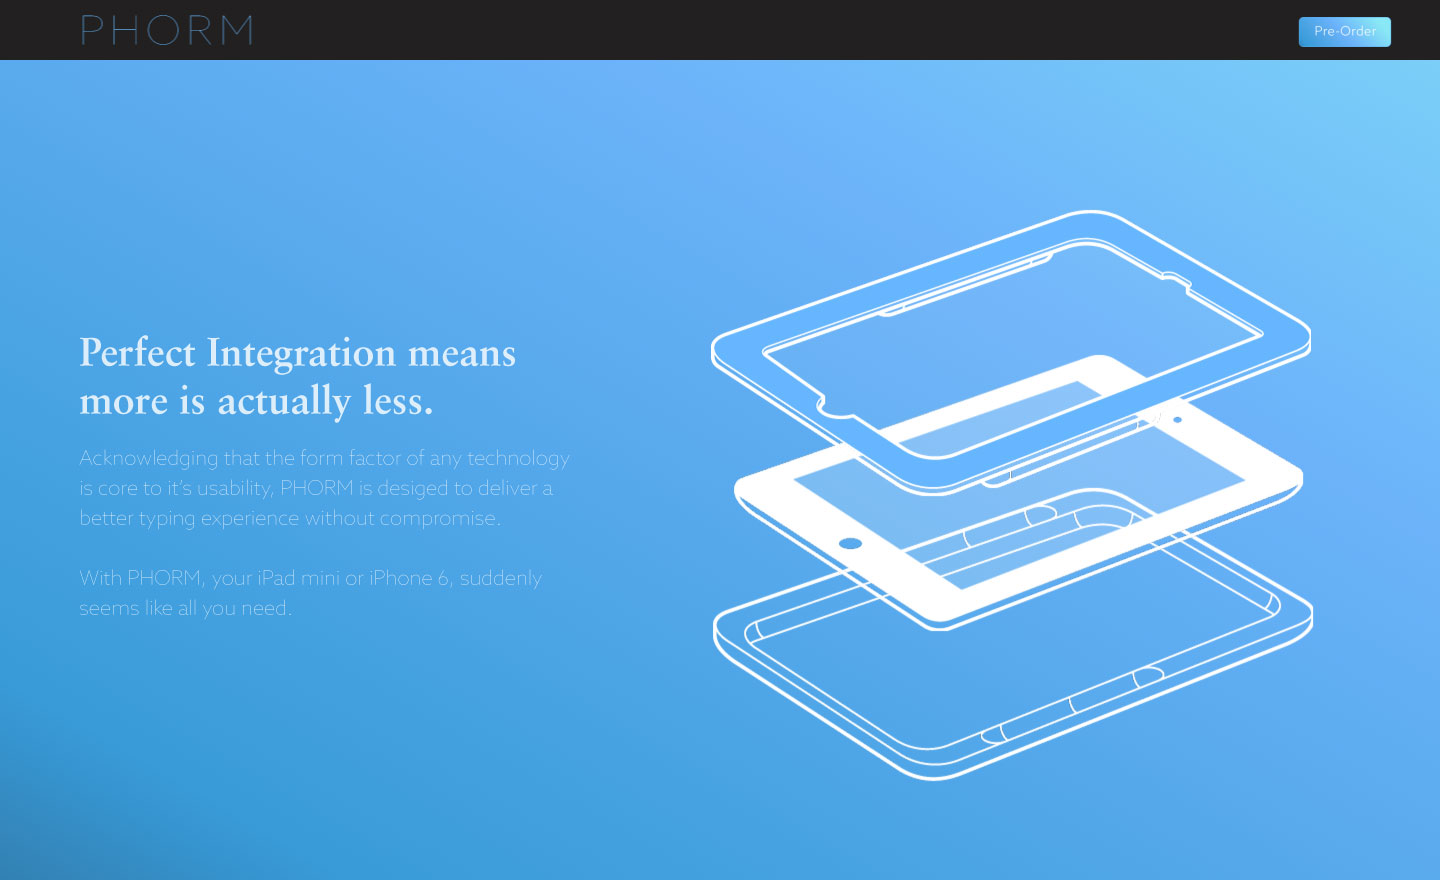 PHORM
Pre-Order
Perfect Integration means
more is actually less.
Acknowledging that the form factor of any technology
is core to it's usability, PHORM is desiged to deliver a
better typing experience without compromise.
With PHORM, your iPad mini or iPhone 6, suddenly
seems like all you need.